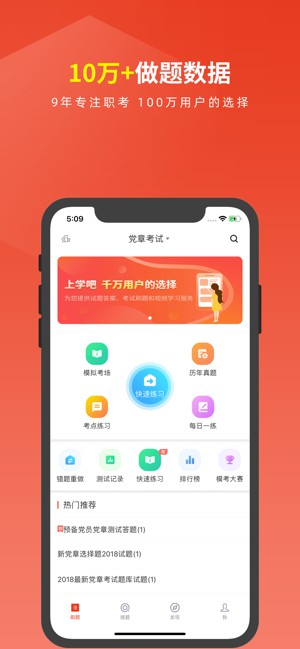 10万+做题数据
9年专注职考 100万用户的选择
5:09
党章考试
上学吧 千万用户的选择
为您提供试题答案、考试刷题和视频学习服务
模拟考场
历年真题
快速练习
考点练习
每日一练
错题重做
测试记录
快速练习
排行榜
模考大赛
热门推荐
预备党员党章测试答题(1)
新党章选择题2018试题(1)
2018最新党章考试题库试题(1)
刷题
搜题
发现
我